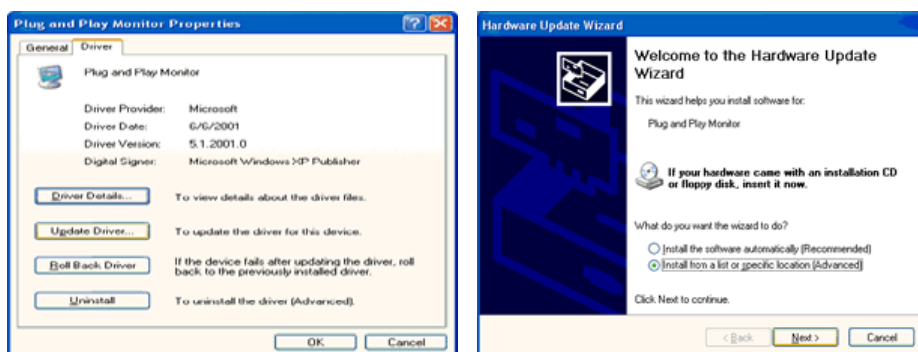 Plug and Play Monitor Properties
General Driver
Plug and Play Monitor
Driver Provider: Microsoft
Driver Date: 6/6/2001
Driver Version: 5.1.2001.0
Digital Signer: Microsoft Windows XP Publisher
Driver Details... To view details about the driver files.
Update Driver... To update the driver for this device.
Roll Back Driver If the device fails after updating the driver, roll
back to the previously installed driver.
Uninstall To uninstall the driver (Advanced).
OK Cancel
Hardware Update Wizard
Welcome to the Hardware Update
Wizard
This wizard helps you install software for:
Plug and Play Monitor
If your hardware came with an installation CD
or floppy disk, insert it now.
What do you want the wizard to do?
Install the software automatically (Recommended)
Install from a list or specific location (Advanced)
Click Next to continue.
< Back Next > Cancel